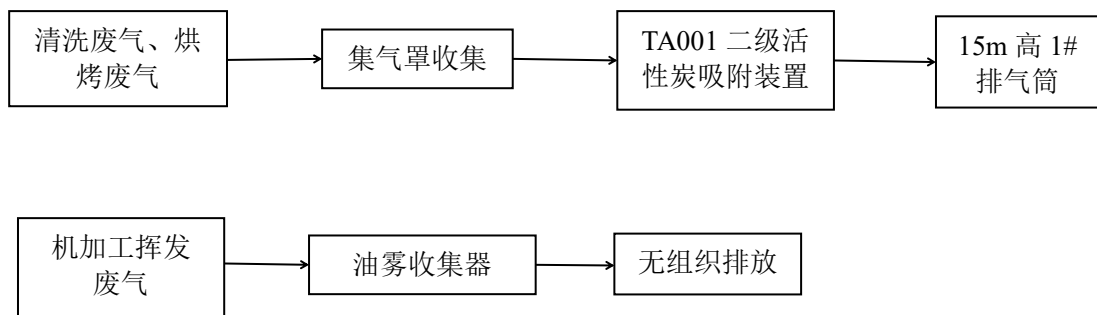 清洗废气、烘
烤废气
集气罩收集
TA001 二级活
性炭吸附装置
15m 高 1#
排气筒
机加工挥发
废气
油雾收集器
无组织排放